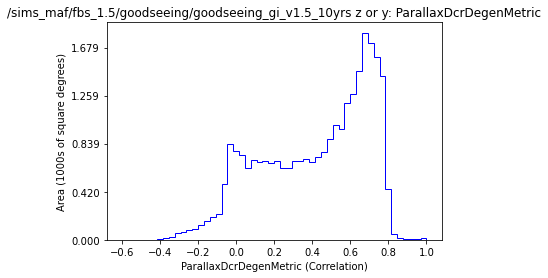 /sims_maf/fbs_1.5/goodseeing/goodseeing_gi_v1.5_10yrs z or y: ParallaxDcrDegenMetric
1.679
1.259
0.839
0.420
0.000
Area (1000s of square degrees)
−0.6 −0.4 −0.2 0.0 0.2 0.4 0.6 0.8 1.0
ParallaxDcrDegenMetric (Correlation)